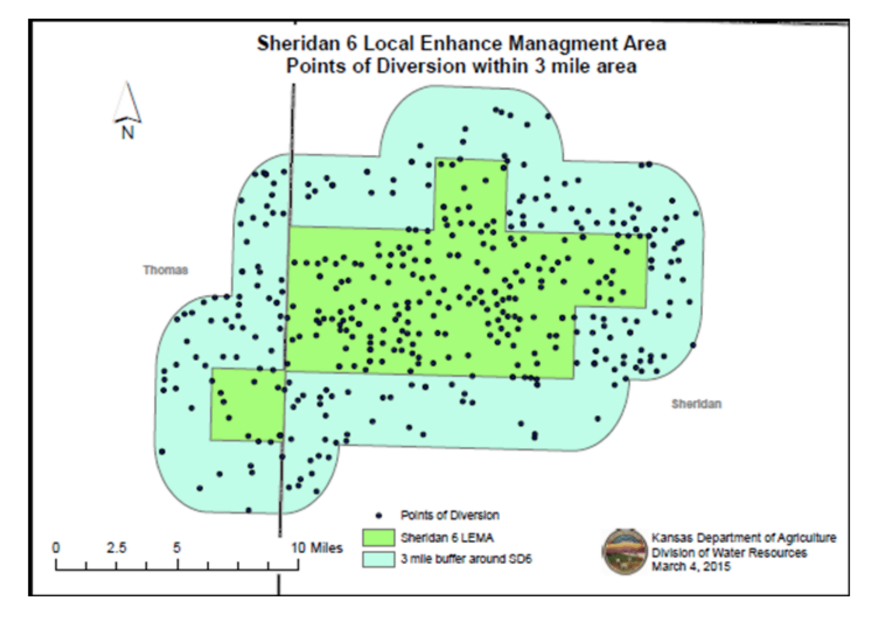 Sheridan 6 Local Enhance Managment Area
Points of Diversion within 3 mile area
N
Thomas
Sheridan
Points of Diversion
Sheridan 6 LEMA
3 mile buffer around SD6
0 2.5 5 10 Miles
Kansas Department of Agriculture
Division of Water Resources
March 4, 2015